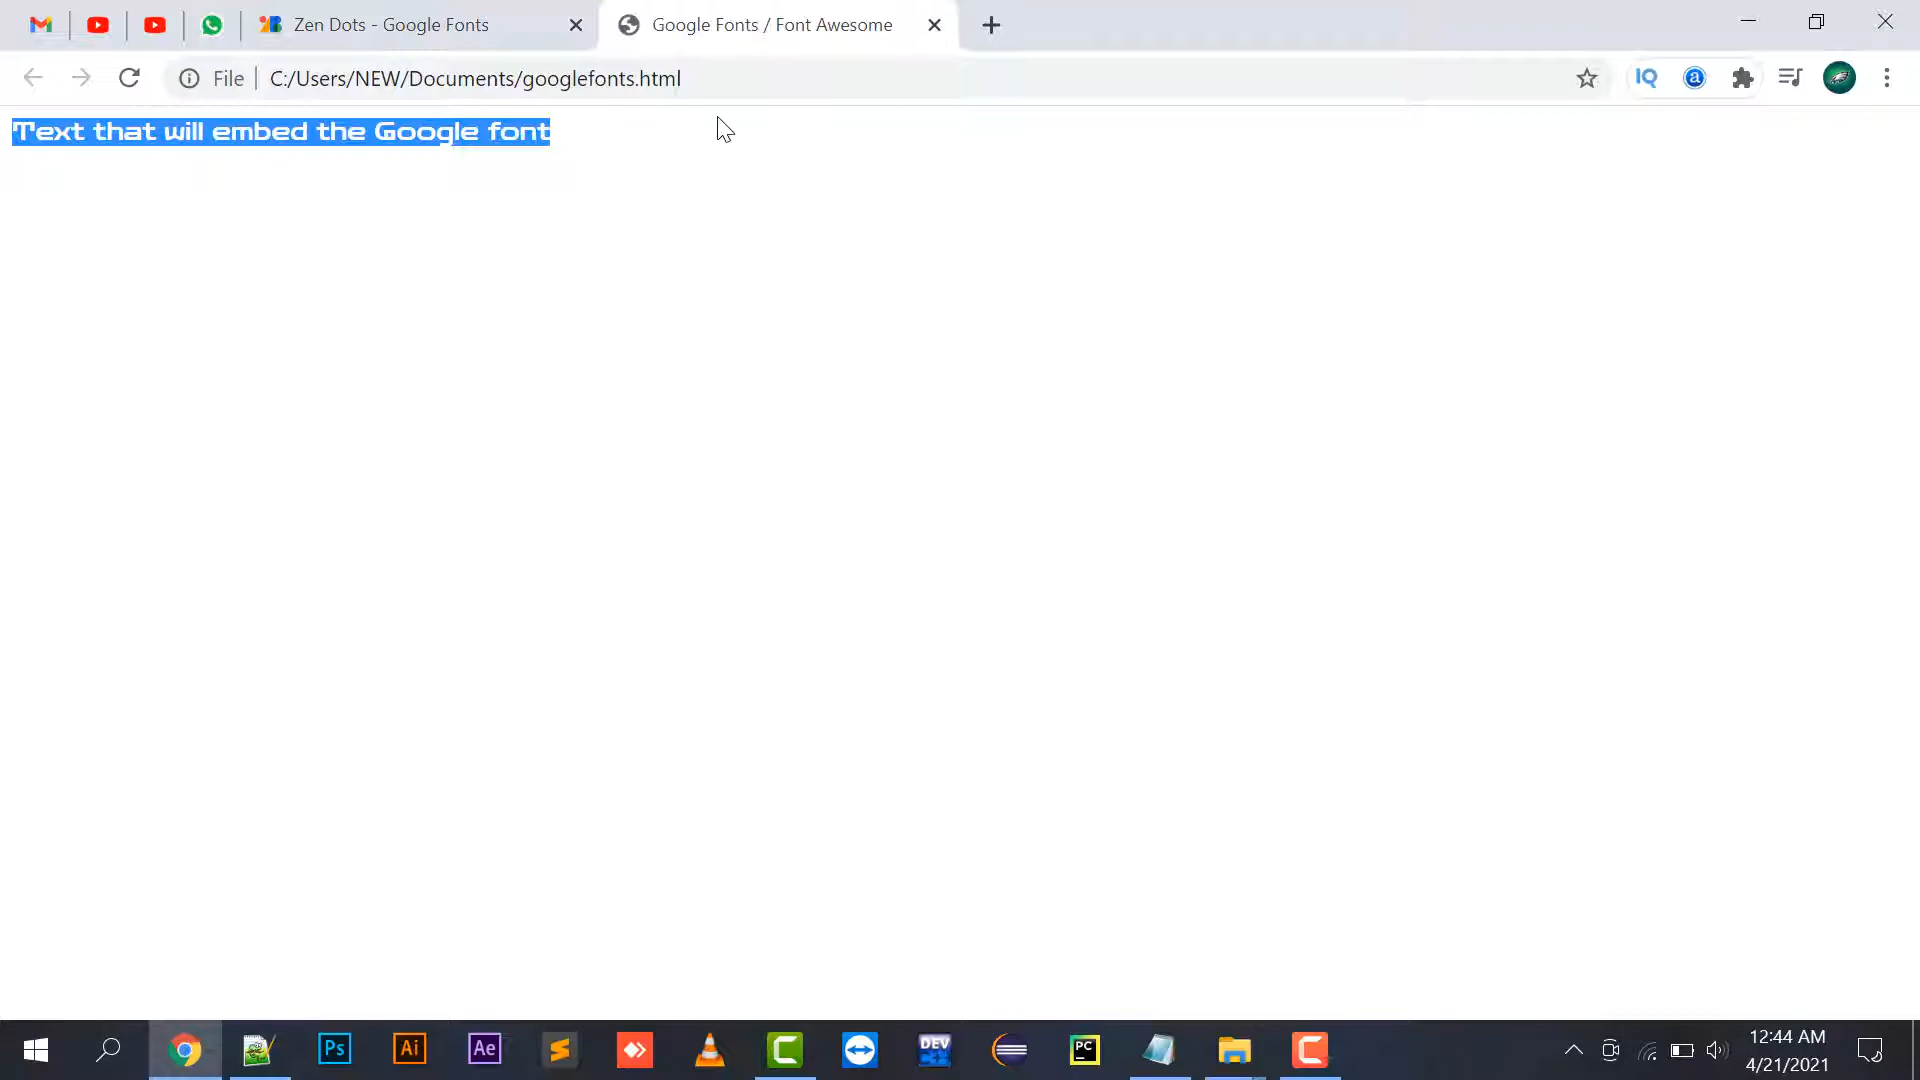 Zen Dots - Google Fonts
Google Fonts / Font Awesome
File
C:/Users/NEW/Documents/googlefonts.html
IQ
a
Text that will embed the Google font
Ps
Ai
Ae
DEV
PC
12:44 AM
4/21/2021